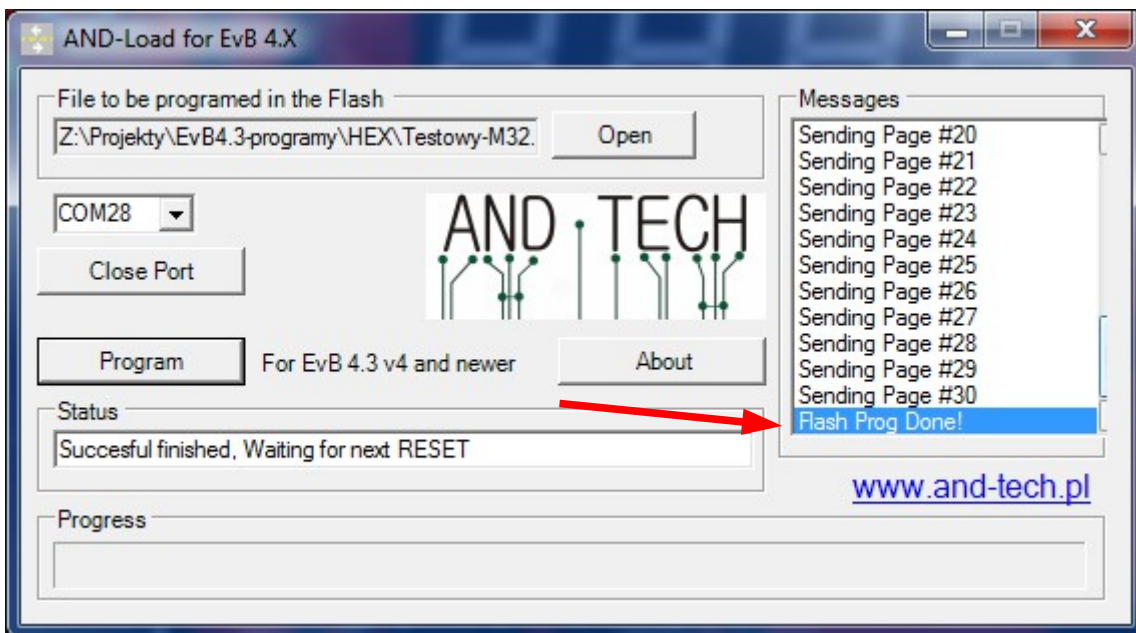 AND-Load for EvB 4.X
File to be programed in the Flash
Z:\Projekty\EvB4.3-programy\HEX\Testowy-M32.
Open
COM28
Close Port
AND TECH
Program
For EvB 4.3 v4 and newer
About
Status
Succesful finished, Waiting for next RESET
Progress
Messages
Sending Page #20
Sending Page #21
Sending Page #22
Sending Page #23
Sending Page #24
Sending Page #25
Sending Page #26
Sending Page #27
Sending Page #28
Sending Page #29
Sending Page #30
Flash Prog Done!
www.and-tech.pl